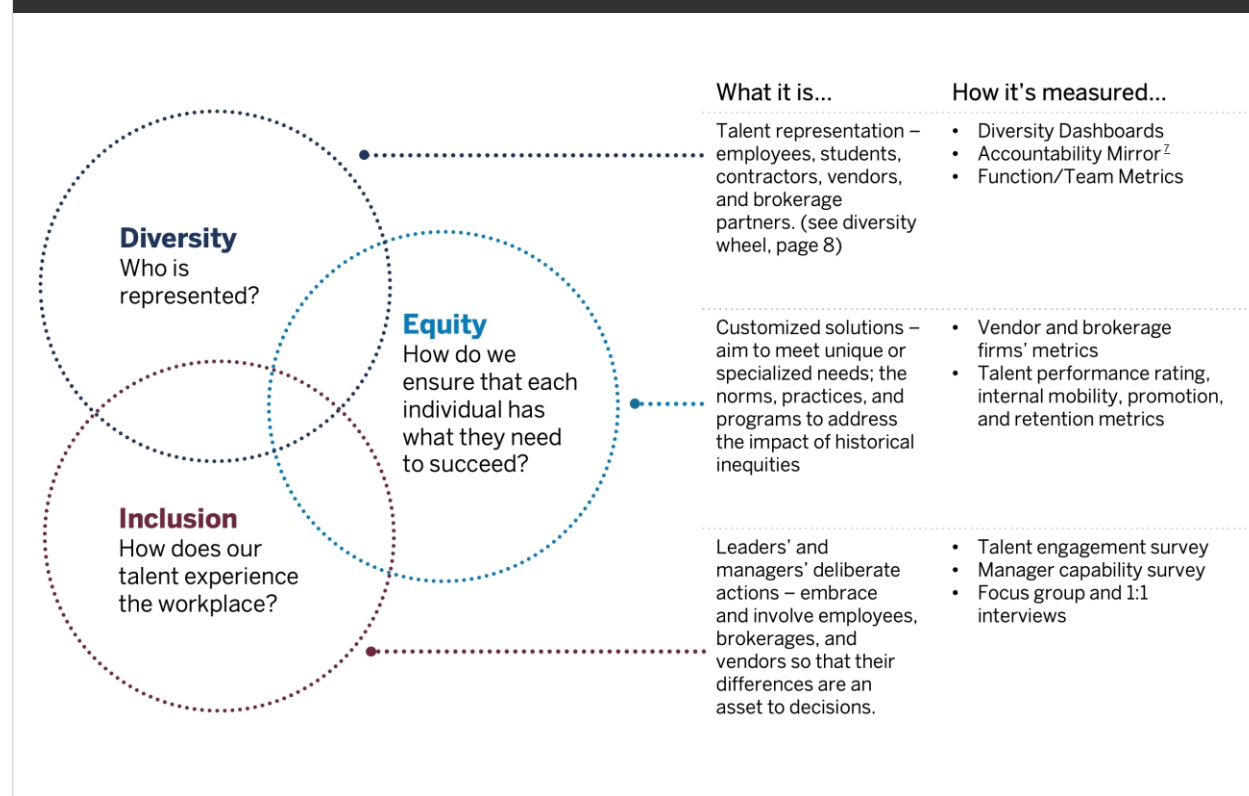 Diversity
Who is
represented?
Equity
How do we
ensure that each
individual has
what they need
to succeed?
Inclusion
How does our
talent experience
the workplace?
What it is...
How it's measured...
Talent representation –
employees, students,
contractors, vendors,
and brokerage
partners. (see diversity
wheel, page 8)
• Diversity Dashboards
• Accountability Mirror7
• Function/Team Metrics
Customized solutions –
aim to meet unique or
specialized needs; the
norms, practices, and
programs to address
the impact of historical
inequities
• Vendor and brokerage
firms' metrics
• Talent performance rating,
internal mobility, promotion,
and retention metrics
Leaders' and
managers' deliberate
actions – embrace
and involve employees,
brokerages, and
vendors so that their
differences are an
asset to decisions.
• Talent engagement survey
• Manager capability survey
• Focus group and 1:1
interviews